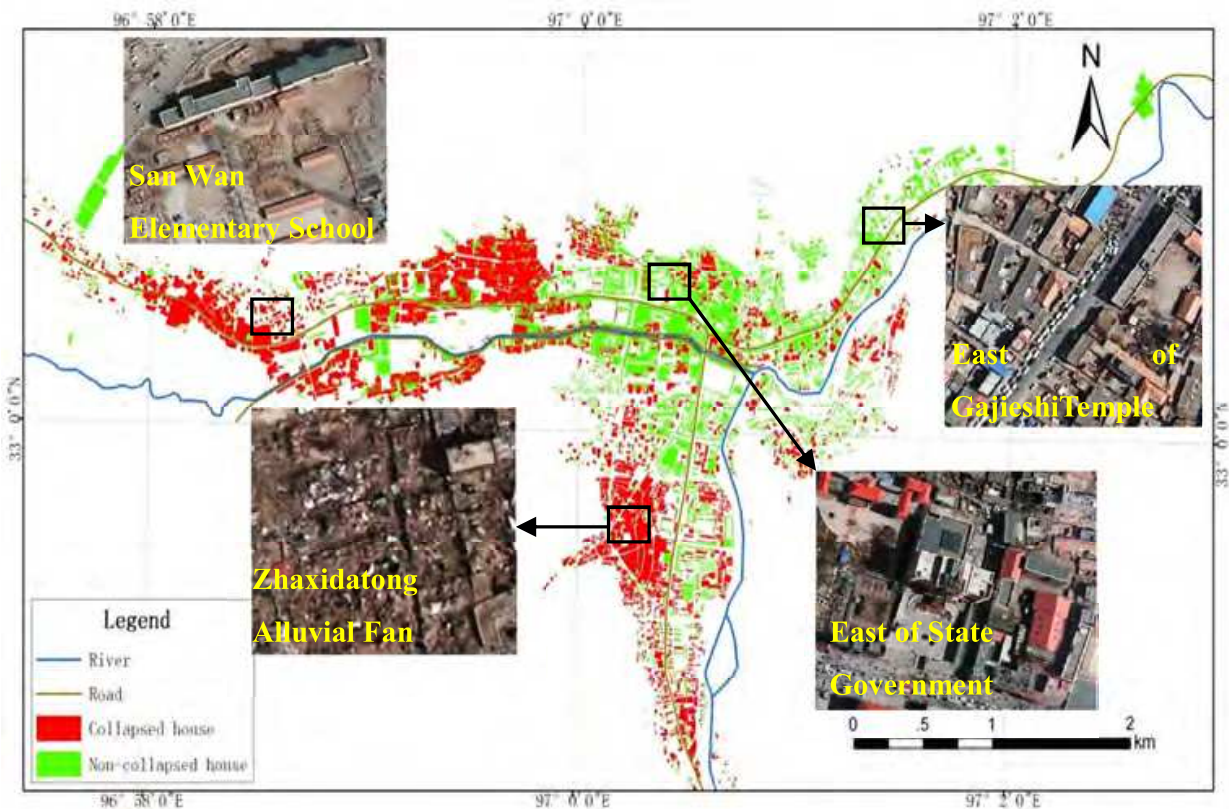 96° 58′ 0″E
97° 0′ 0″E
97° 2′ 0″E
N
San Wan
Elementary School
East of
GajieshiTemple
33° 0′ 0″N
33° 0′ 0″N
Zhaxidatong
Alluvial Fan
East of State
Government
Legend
River
Road
Collapsed house
Non-collapsed house
0 .5 1 2
km
96° 58′ 0″E
97° 0′ 0″E
97° 2′ 0″E